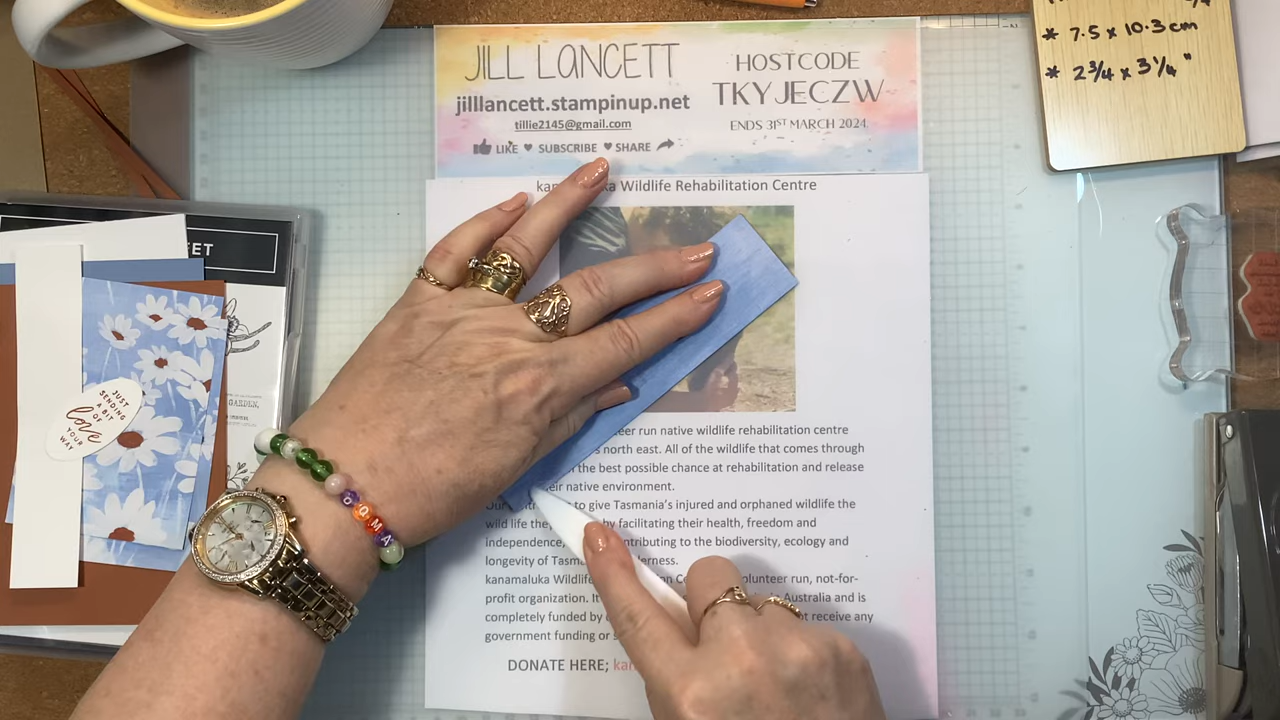 JILL LANCETT
jilllancett.stampinup.net
tillie2145@gmail.com
LIKE ♥ SUBSCRIBE ♥ SHARE
HOSTCODE
TKYJECZW
ENDS 31ST MARCH 2024
* 7.5 x 10.3 cm
* 2¾ x 3¼"
Wildlife Rehabilitation Centre
run native wildlife rehabilitation centre
north east. All of the wildlife that comes through
the best possible chance at rehabilitation and release
native environment.
to give Tasmania's injured and orphaned wildlife the
wild life by facilitating their health, freedom and
independence, biodiversity, ecology and
to the
longevity of
kanamaluka
run, not-for-
profit organization. Australia and is
completely funded by receive any
government funding or
DONATE HERE;
JUST
SENDING
A BIT
OF
love
YOUR
WAY
GARDEN,
OMA